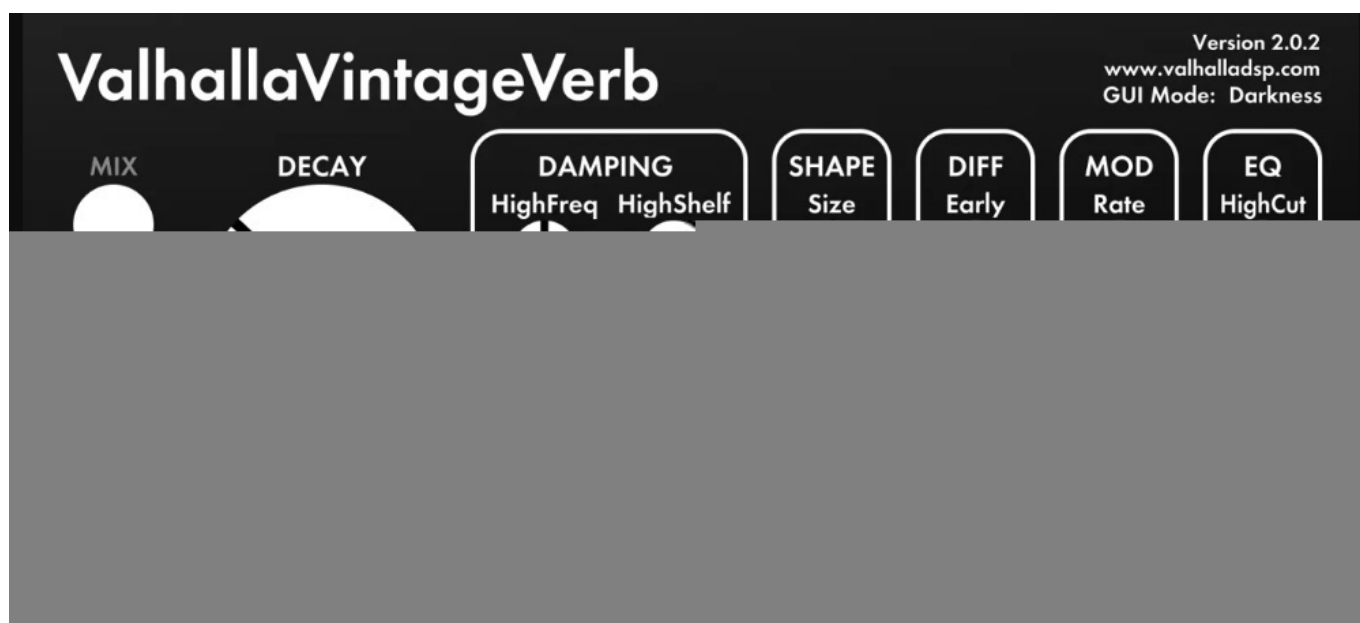 ValhallaVintageVerb
Version 2.0.2
www.valhalladsp.com
GUI Mode: Darkness
MIX
DECAY
DAMPING
HighFreq HighShelf
SHAPE
Size
DIFF
Early
MOD
Rate
EQ
HighCut